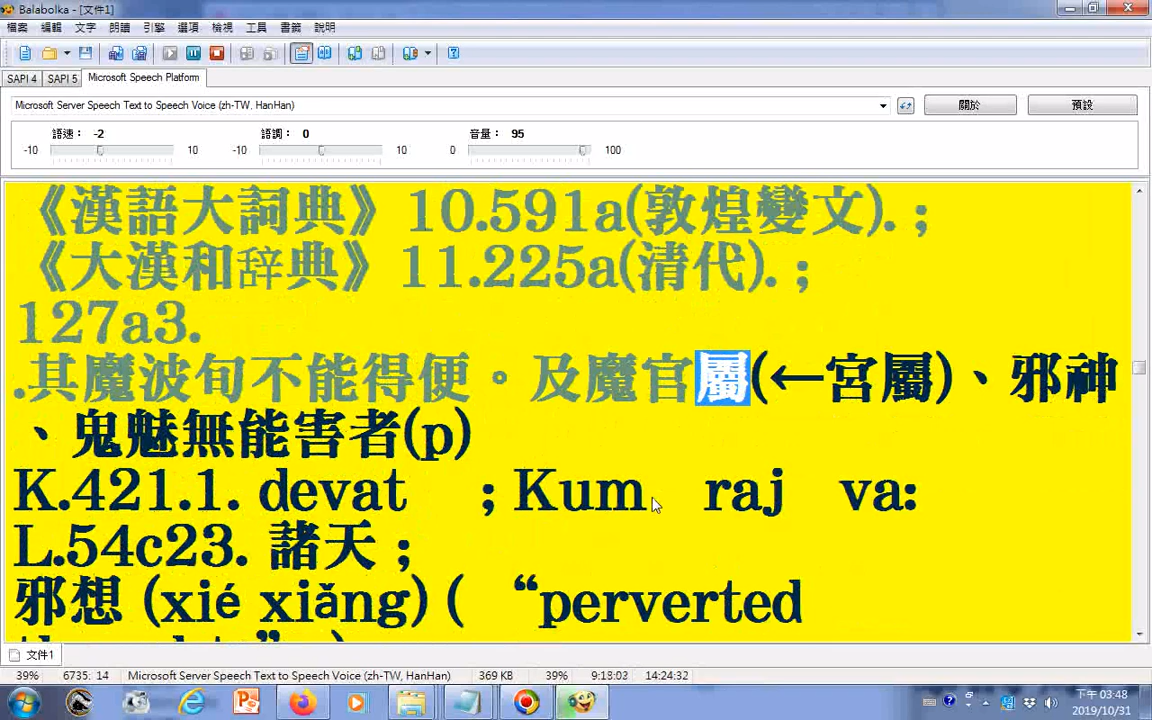 Balabolka - [文件1]
檔案 編輯 文字 朗讀 引擎 選項 檢視 工具 書籤 說明
SAPI 4 SAPI 5 Microsoft Speech Platform
Microsoft Server Speech Text to Speech Voice (zh-TW, HanHan) 關於 預設
語速： -2 語調： 0 音量： 95
-10 10 -10 10 0 100
《漢語大詞典》 10.591a(敦煌變文). ;
《大漢和辞典》 11.225a(清代). ;
127a3.
.其魔波旬不能得便。及魔官屬(←宮屬)、邪神
、鬼魅無能害者(p)
K.421.1. devat ; Kum raj va:
L.54c23. 諸天 ;
邪想 (xié xiǎng) ( “perverted
文件1
39% 6735: 14 Microsoft Server Speech Text to Speech Voice (zh-TW, HanHan) 369 KB 39% 9:18:03 14:24:32
下午 03:48
2019/10/31